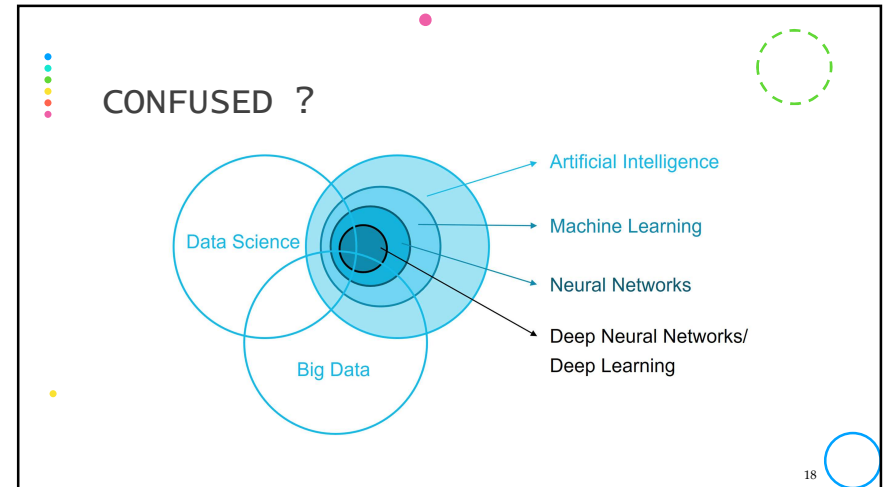 CONFUSED ?
Artificial Intelligence
Machine Learning
Data Science
Neural Networks
Deep Neural Networks/
Deep Learning
Big Data
18